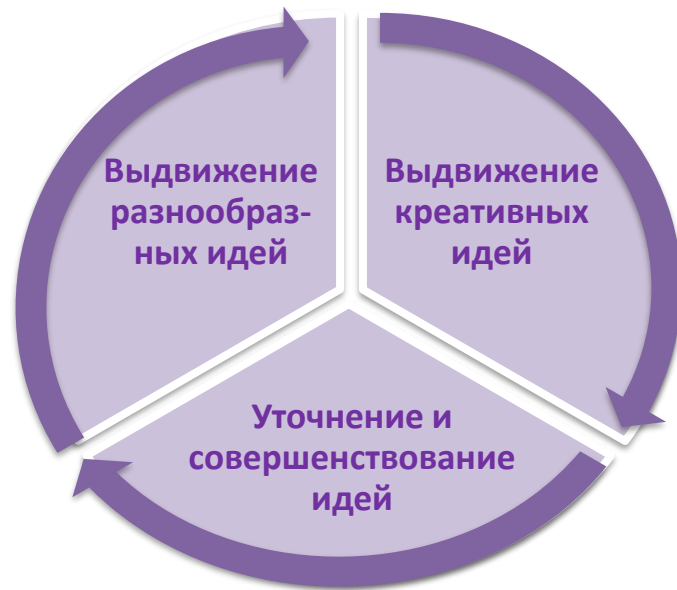 Выдвижение
разнообраз-
ных идей
Выдвижение
креативных
идей
Уточнение и
совершенствование
идей